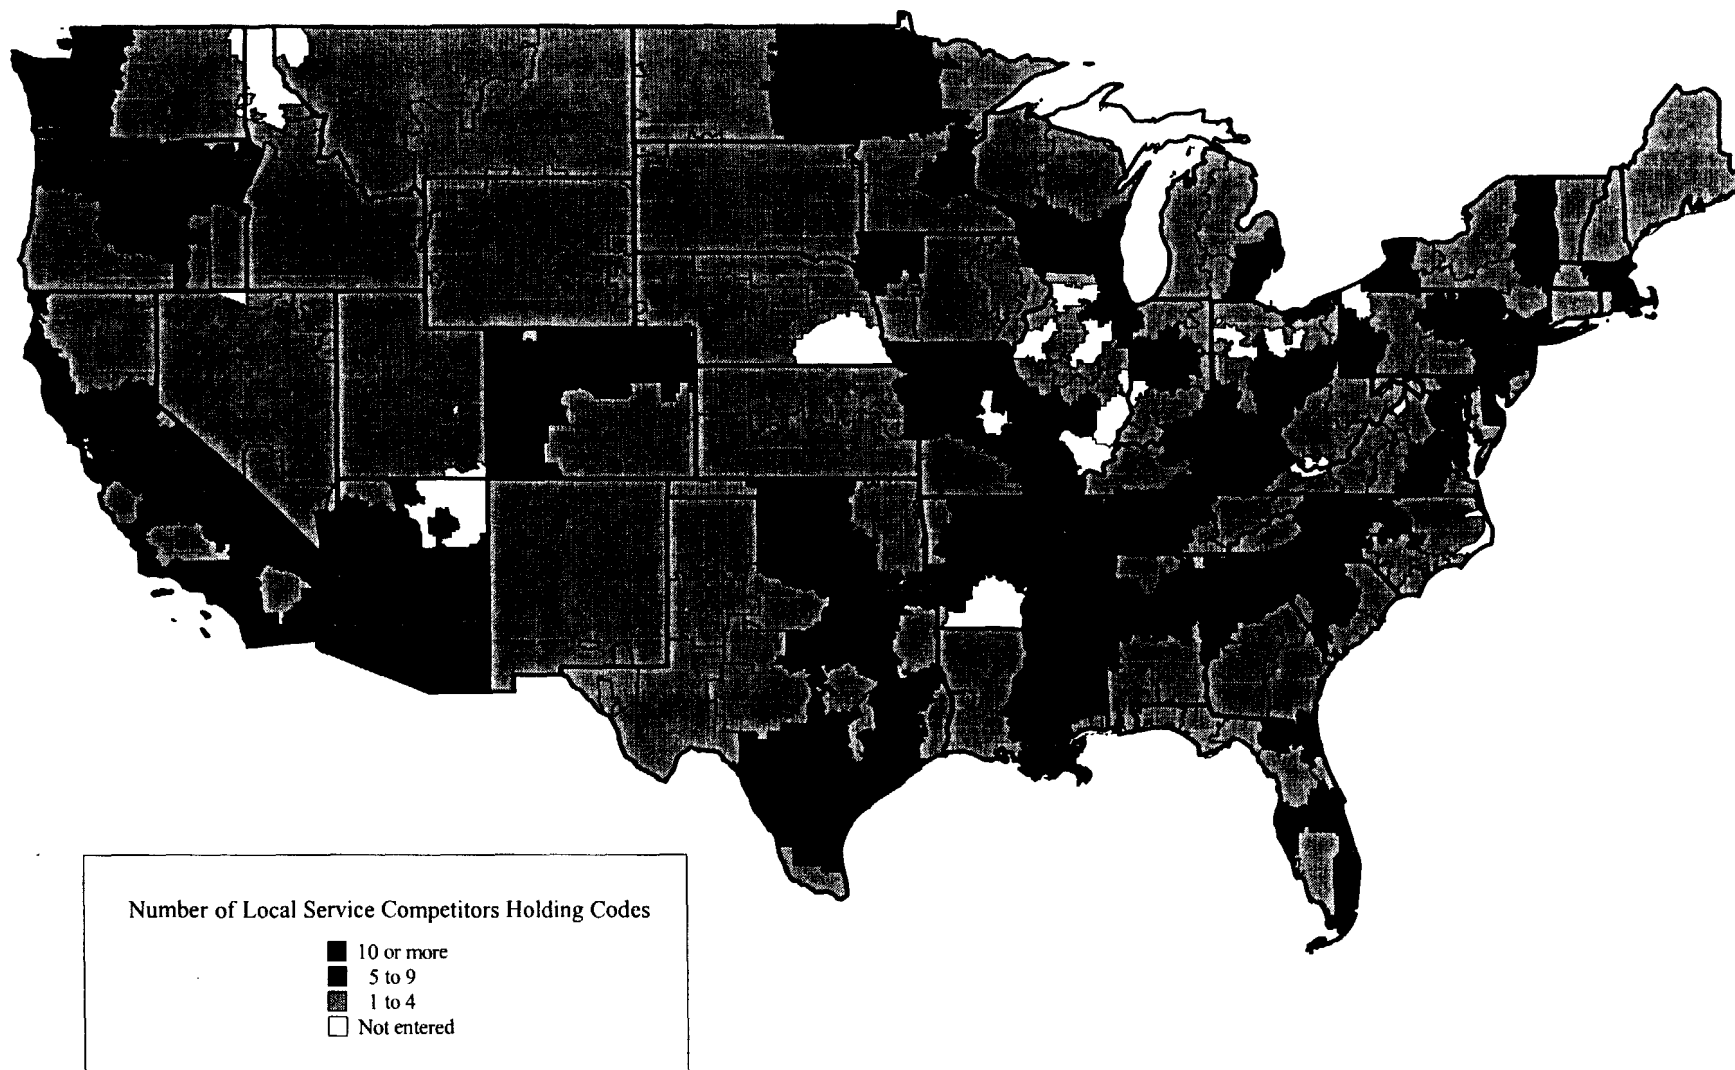 Number of Local Service Competitors Holding Codes
10 or more
5 to 9
1 to 4
Not entered